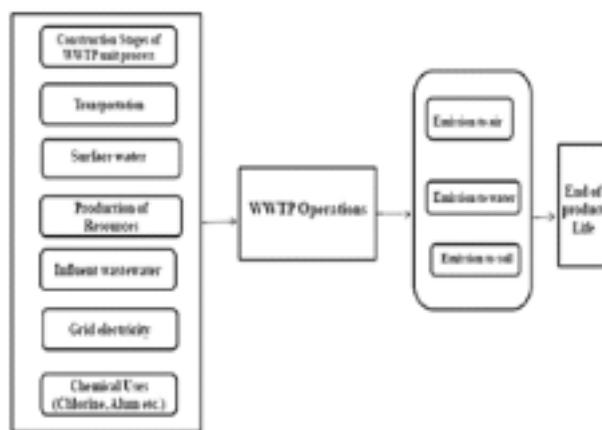 Construction Stages of
WWTP unit process
Transportation
Surface water
Production of
Resources
Influent wastewater
Grid electricity
Chemical Uses
(Chlorine, Alum etc.)
WWTP Operations
Emission to air
Emission to water
Emission to soil
End of
product
Life